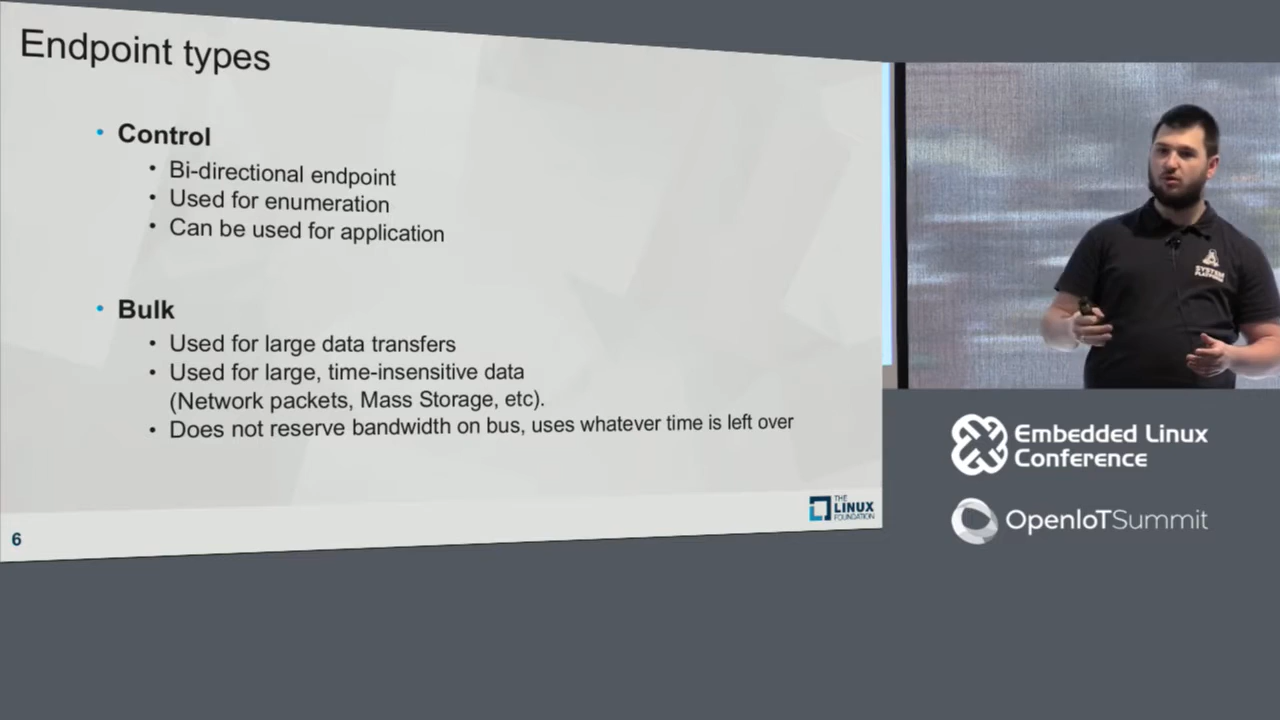 Endpoint types
• Control
• Bi-directional endpoint
• Used for enumeration
• Can be used for application
• Bulk
• Used for large data transfers
• Used for large, time-insensitive data
(Network packets, Mass Storage, etc).
• Does not reserve bandwidth on bus, uses whatever time is left over
THE
LINUX
FOUNDATION
6
SYSTEM
Embedded Linux
Conference
OpenIoTSummit